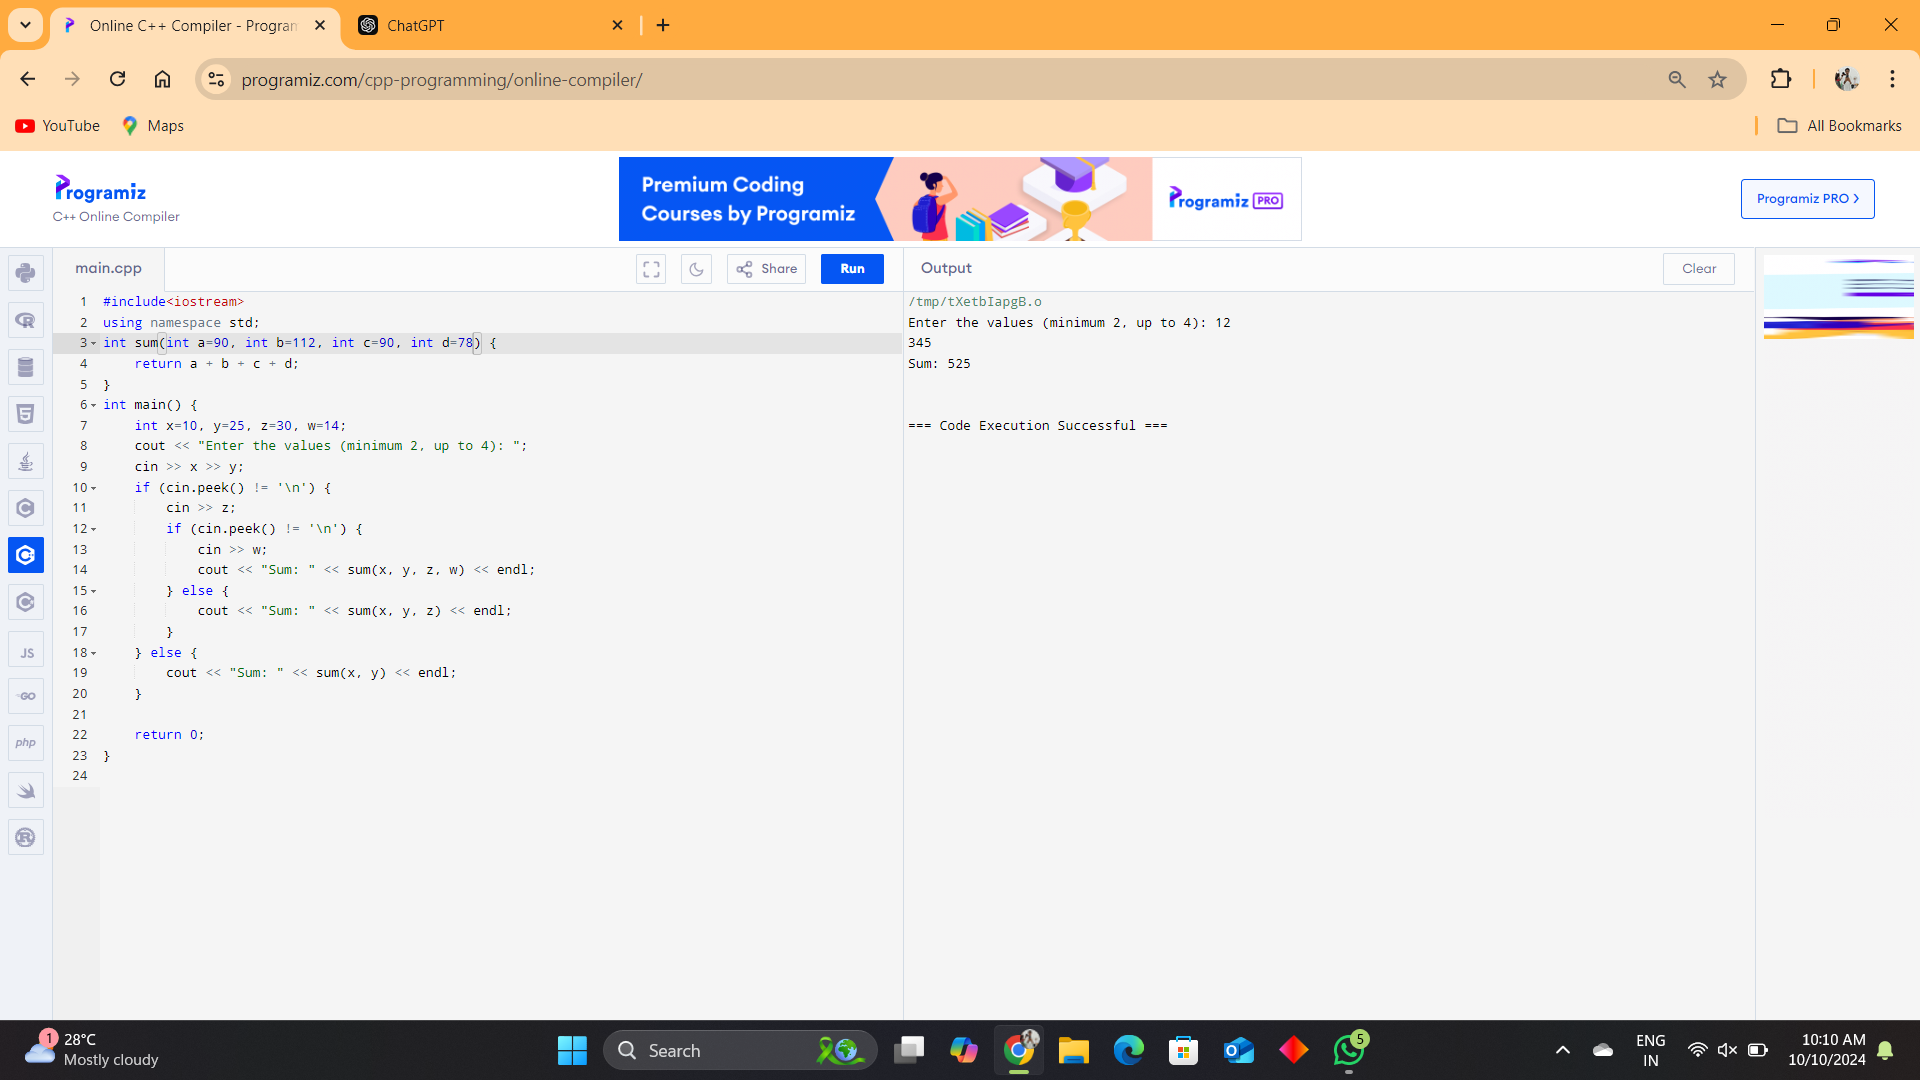 Online C++ Compiler - Program
ChatGPT
programiz.com/cpp-programming/online-compiler/
YouTube
Maps
All Bookmarks
Programiz
C++ Online Compiler
Premium Coding
Courses by Programiz
Programiz PRO
Programiz PRO
main.cpp
Share
Run
Output
Clear
1 #include<iostream>
2 using namespace std;
3 int sum(int a=90, int b=112, int c=90, int d=78) {
4     return a + b + c + d;
5 }
6 int main() {
7     int x=10, y=25, z=30, w=14;
8     cout << "Enter the values (minimum 2, up to 4): ";
9     cin >> x >> y;
10     if (cin.peek() != '\n') {
11         cin >> z;
12         if (cin.peek() != '\n') {
13             cin >> w;
14             cout << "Sum: " << sum(x, y, z, w) << endl;
15         } else {
16             cout << "Sum: " << sum(x, y, z) << endl;
17         }
18     } else {
19         cout << "Sum: " << sum(x, y) << endl;
20     }
21
22     return 0;
23 }
24
/tmp/tXetbIapgB.o
Enter the values (minimum 2, up to 4): 12
345
Sum: 525
=== Code Execution Successful ===
JS
GO
php
1
28°C
Mostly cloudy
Search
5
ENG
IN
10:10 AM
10/10/2024